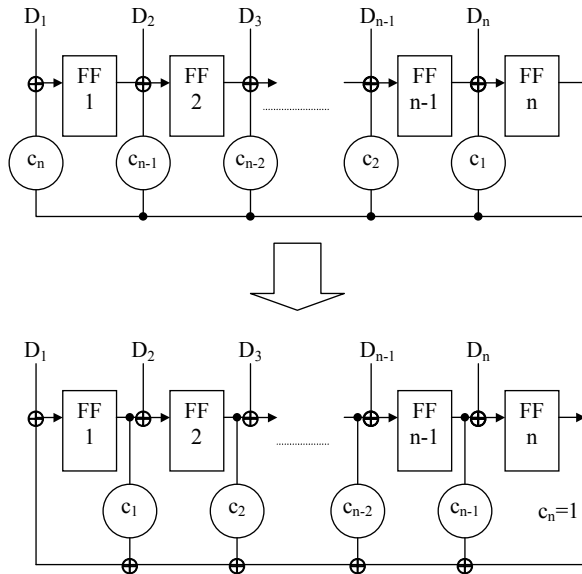 D₁ D₂ D₃ Dₙ₋₁ Dₙ
FF 1 FF 2 FF n-1 FF n
cₙ cₙ₋₁ cₙ₋₂ c₂ c₁
D₁ D₂ D₃ Dₙ₋₁ Dₙ
FF 1 FF 2 FF n-1 FF n
c₁ c₂ cₙ₋₂ cₙ₋₁ cₙ=1